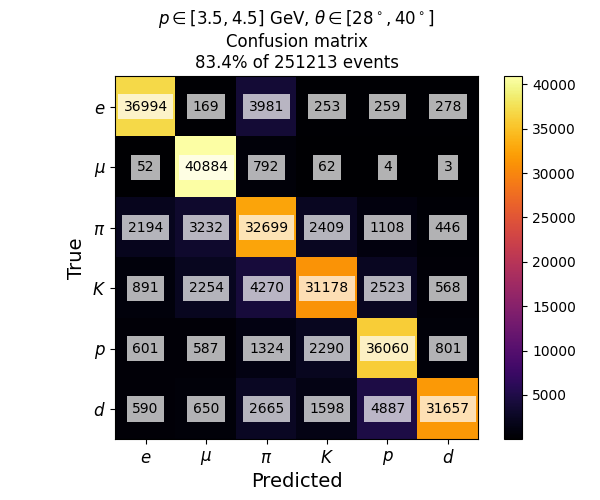 p ∈ [3.5, 4.5] GeV, θ ∈ [28°, 40°]
Confusion matrix
83.4% of 251213 events
e 36994 169 3981 253 259 278
μ 52 40884 792 62 4 3
π 2194 3232 32699 2409 1108 446
K 891 2254 4270 31178 2523 568
p 601 587 1324 2290 36060 801
d 590 650 2665 1598 4887 31657
e μ π K p d
True
Predicted
40000
35000
30000
25000
20000
15000
10000
5000